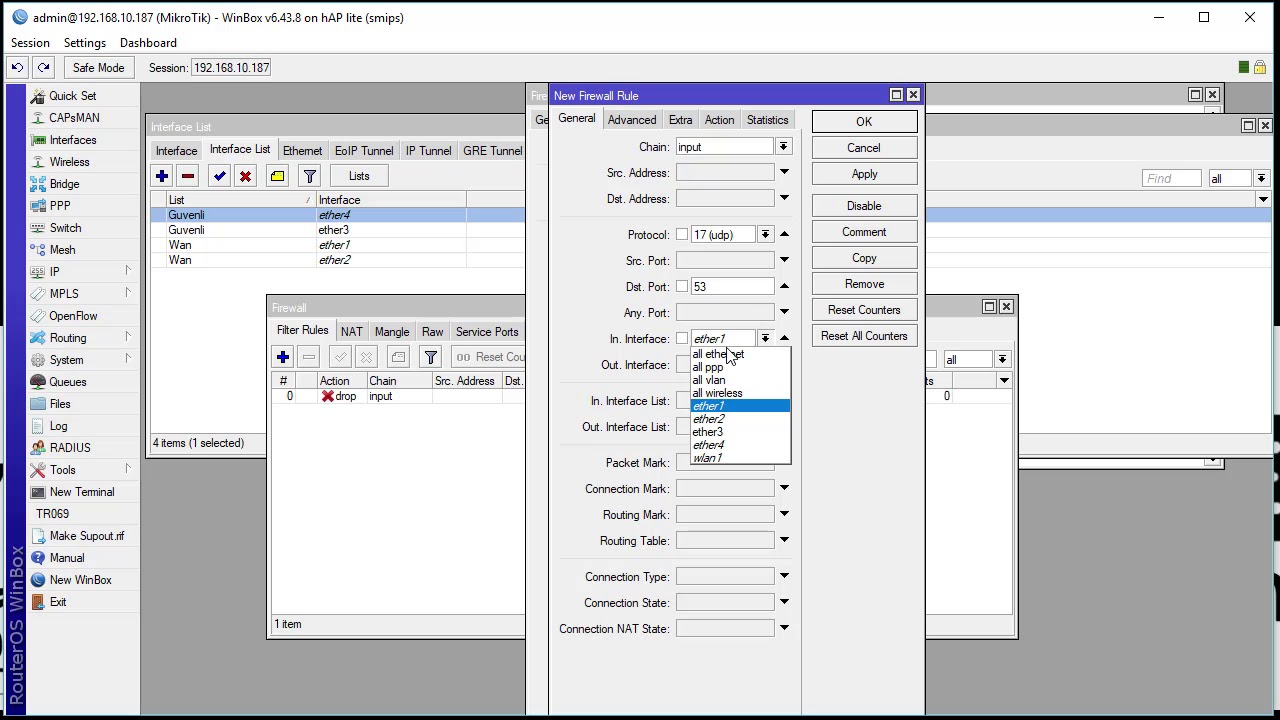 admin@192.168.10.187 (MikroTik) - WinBox v6.43.8 on hAP lite (smips)
Session Settings Dashboard
Safe Mode Session: 192.168.10.187
Quick Set
CAPsMAN
Interfaces
Wireless
Bridge
PPP
Switch
Mesh
IP
MPLS
OpenFlow
Routing
System
Queues
Files
Log
RADIUS
Tools
New Terminal
TR069
Make Supout.rif
Manual
New WinBox
Exit
RouterOS WinBox
Interface List
Interface Interface List Ethernet EoIP Tunnel IP Tunnel GRE Tunnel
Lists
Find all
List / Interface
Guvenli ether4
Guvenli ether3
Wan ether1
Wan ether2
4 items (1 selected)
Firewall
Filter Rules NAT Mangle Raw Service Ports
00 Reset Cou
all
# Action Chain Src. Address Dst.
ts
0 drop input
0
1 item
Fire
Ge
New Firewall Rule
General Advanced Extra Action Statistics
Chain: input
Src. Address:
Dst. Address:
Protocol: 17 (udp)
Src. Port:
Dst. Port: 53
Any. Port:
In. Interface: ether1
all ethernet
all ppp
all vlan
all wireless
ether1
ether2
ether3
ether4
wlan1
Out. Interface:
In. Interface List:
Out. Interface List:
Packet Mark:
Connection Mark:
Routing Mark:
Routing Table:
Connection Type:
Connection State:
Connection NAT State:
OK
Cancel
Apply
Disable
Comment
Copy
Remove
Reset Counters
Reset All Counters